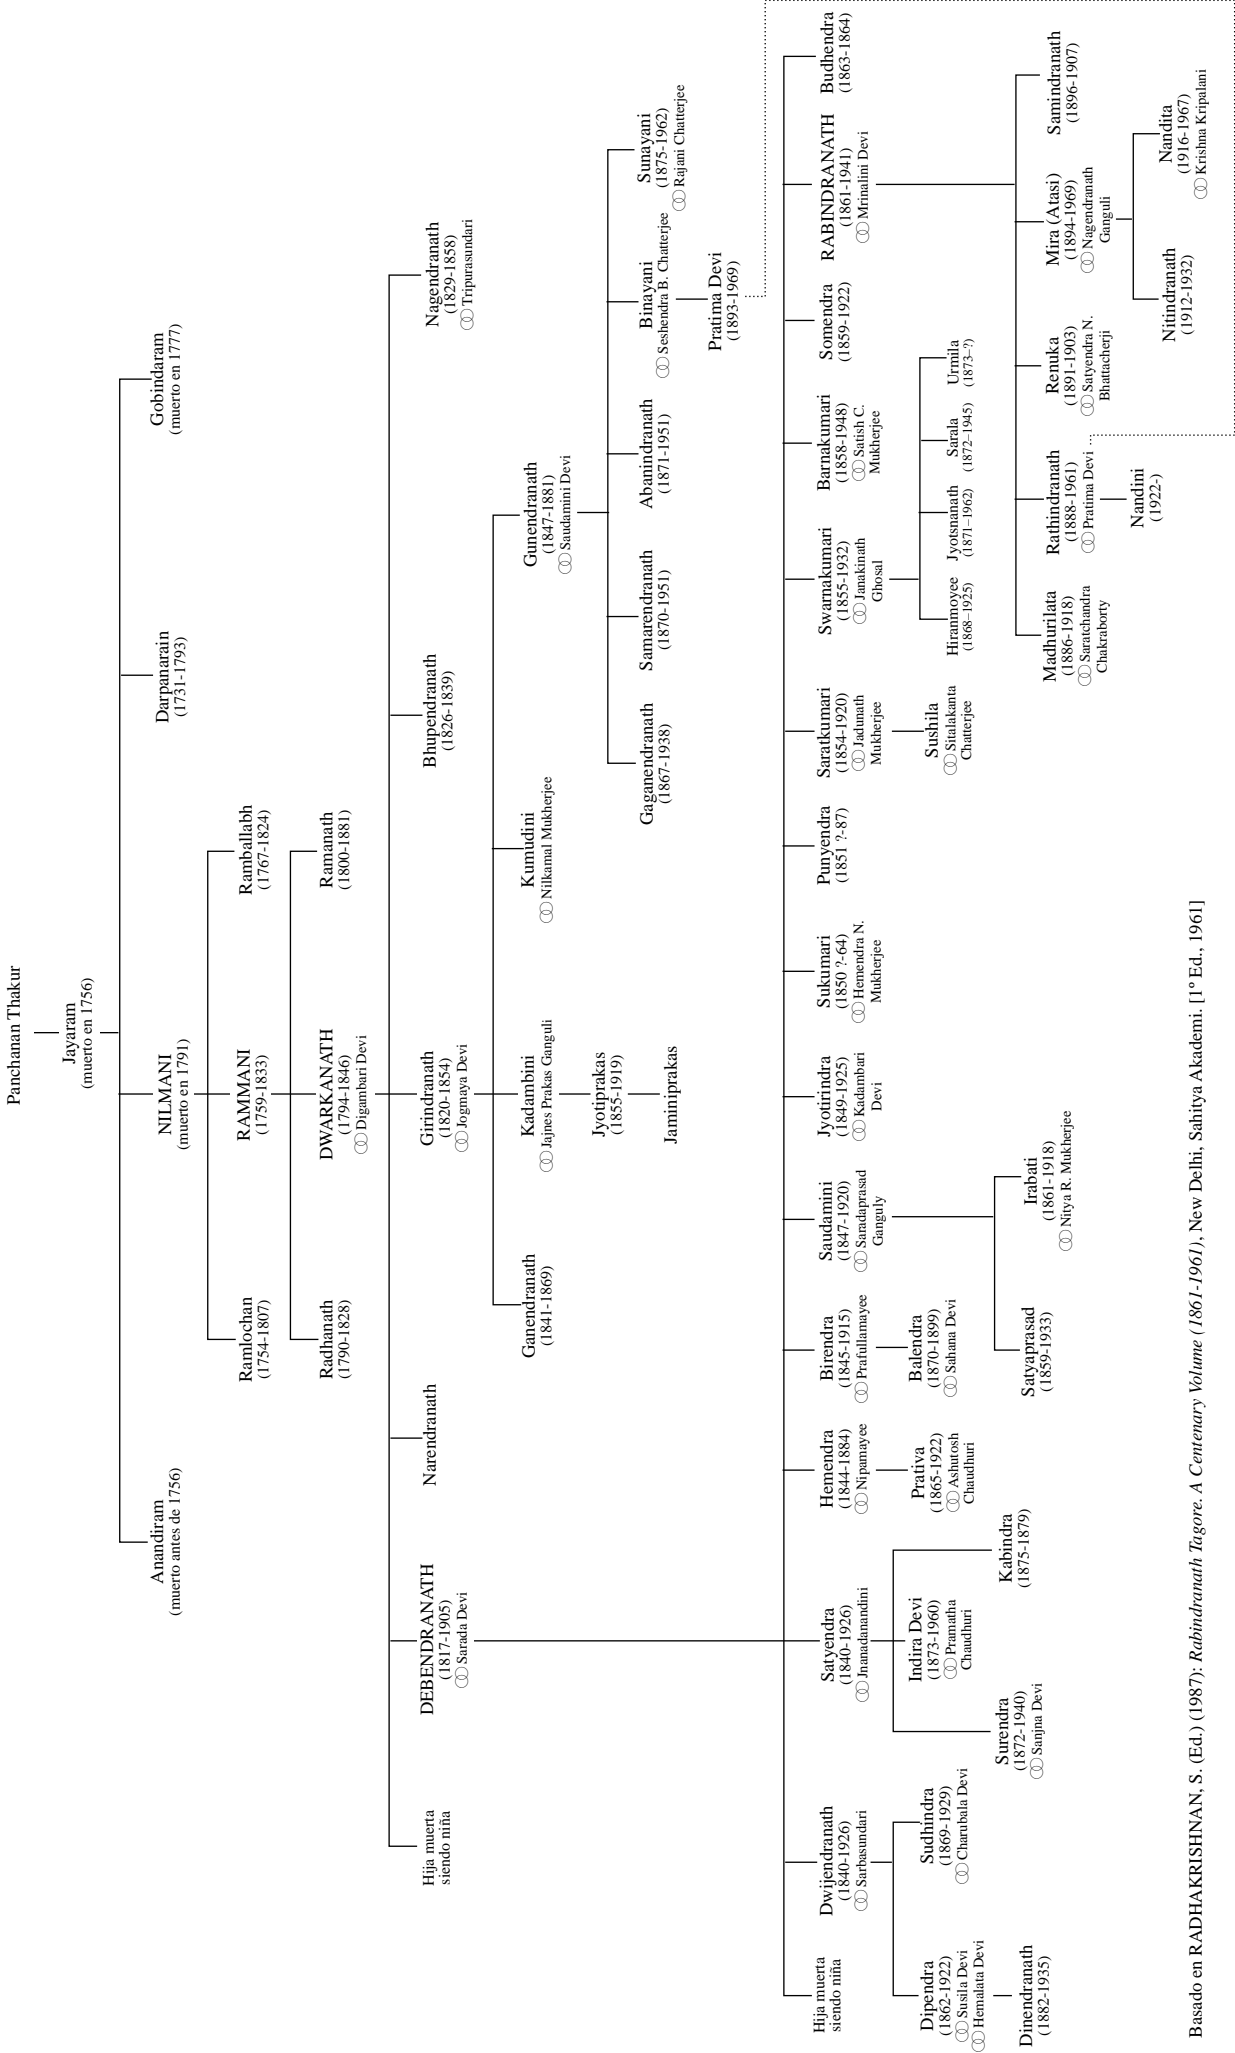 Panchanan Thakur
Jayaram
(muerto en 1756)
Anandiram
(muerto antes de 1756)
NILMANI
(muerto en 1791)
Darpanarain
(1731-1793)
Gobindaram
(muerto en 1777)
Ramlochan
(1754-1807)
RAMMANI
(1759-1833)
Ramballabh
(1767-1824)
Radhanath
(1790-1828)
DWARKANATH
(1794-1846)
Digambari Devi
Ramanath
(1800-1881)
Hija muerta
siendo niña
DEBENDRANATH
(1817-1905)
Sarada Devi
Narendranath
Girindranath
(1820-1854)
Jogmaya Devi
Bhupendranath
(1826-1839)
Nagendranath
(1829-1858)
Tripurasundari
Ganendranath
(1841-1869)
Kadambini
Jajnes Prakas Ganguli
Kumudini
Nilkamal Mukherjee
Gunendranath
(1847-1881)
Saudamini Devi
Jyotiprakas
(1855-1919)
Jaminiprakas
Gaganendranath
(1867-1938)
Samarendranath
(1870-1951)
Abanindranath
(1871-1951)
Binayani
Seshendra B. Chatterjee
Sunayani
(1875-1962)
Rajani Chatterjee
Pratima Devi
(1893-1969)
Hija muerta
siendo niña
Dwijendranath
(1840-1926)
Sarbasundari
Satyendra
(1840-1926)
Jnanadanandini
Hemendra
(1844-1884)
Nipamayee
Birendra
(1845-1915)
Prafullamayee
Saudamini
(1847-1920)
Saradaprasad
Ganguly
Jyotirindra
(1849-1925)
Kadambari
Devi
Sukumari
(1850 ?-64)
Hemendra N.
Mukherjee
Punyendra
(1851 ?-87)
Saratkumari
(1854-1920)
Jadunath
Mukherjee
Swarnakumari
(1855-1932)
Janakinath
Ghosal
Barnakumari
(1858-1948)
Satish C.
Mukherjee
Somendra
(1859-1922)
RABINDRANATH
(1861-1941)
Mrinalini Devi
Budhendra
(1863-1864)
Dipendra
(1862-1922)
Susila Devi
Hemalata Devi
Sudhindra
(1869-1929)
Charubala Devi
Dinendranath
(1882-1935)
Surendra
(1872-1940)
Sanjna Devi
Indira Devi
(1873-1960)
Pramatha
Chaudhuri
Kabindra
(1875-1879)
Prativa
(1865-1922)
Ashutosh
Chaudhuri
Balendra
(1870-1899)
Sahana Devi
Satyaprasad
(1859-1933)
Irabati
(1861-1918)
Nitya R. Mukherjee
Sushila
Sitalakanta
Chatterjee
Hiranmoyee
(1868–1925)
Jyotsnanath
(1871–1962)
Sarala
(1872–1945)
Urmila
(1873–?)
Madhurilata
(1886-1918)
Saratchandra
Chakraborty
Rathindranath
(1888-1961)
Pratima Devi
Renuka
(1891-1903)
Satyendra N.
Bhattacherji
Mira (Atasi)
(1894-1969)
Nagendranath
Ganguli
Samindranath
(1896-1907)
Nandini
(1922-)
Nitindranath
(1912-1932)
Nandita
(1916-1967)
Krishna Kripalani
Basado en RADHAKRISHNAN, S. (Ed.) (1987): Rabindranath Tagore. A Centenary Volume (1861-1961), New Delhi, Sahitya Akademi. [1º Ed., 1961]